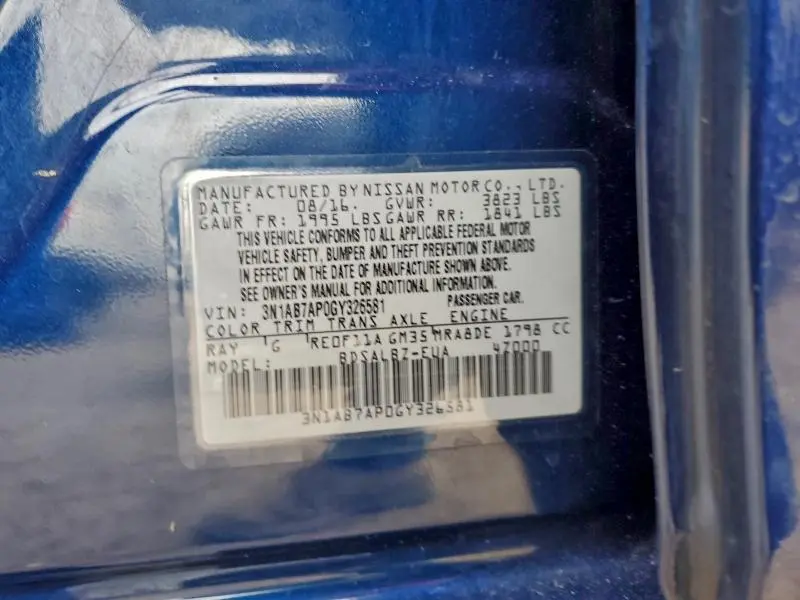 MANUFACTURED BY NISSAN MOTOR CO., LTD.
DATE: 08/16. GVWR: 3823 LBS
GAWR FR: 1995 LBS GAWR RR: 1841 LBS
THIS VEHICLE CONFORMS TO ALL APPLICABLE FEDERAL MOTOR
VEHICLE SAFETY, BUMPER AND THEFT PREVENTION STANDARDS
IN EFFECT ON THE DATE OF MANUFACTURE SHOWN ABOVE.
SEE OWNER'S MANUAL FOR ADDITIONAL INFORMATION.
VIN: 3N1AB7AP0GY326581 PASSENGER CAR.
COLOR TRIM TRANS AXLE ENGINE
RAY G RE0F11A GM35 MRA8DE 1798 CC
MODEL: BDSALBZ-EUA 47000
3N1AB7AP0GY326581